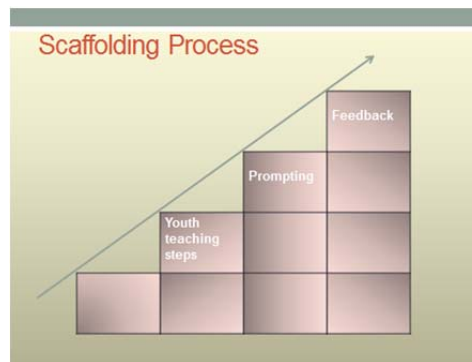 Scaffolding Process
Feedback
Prompting
Youth
teaching
steps